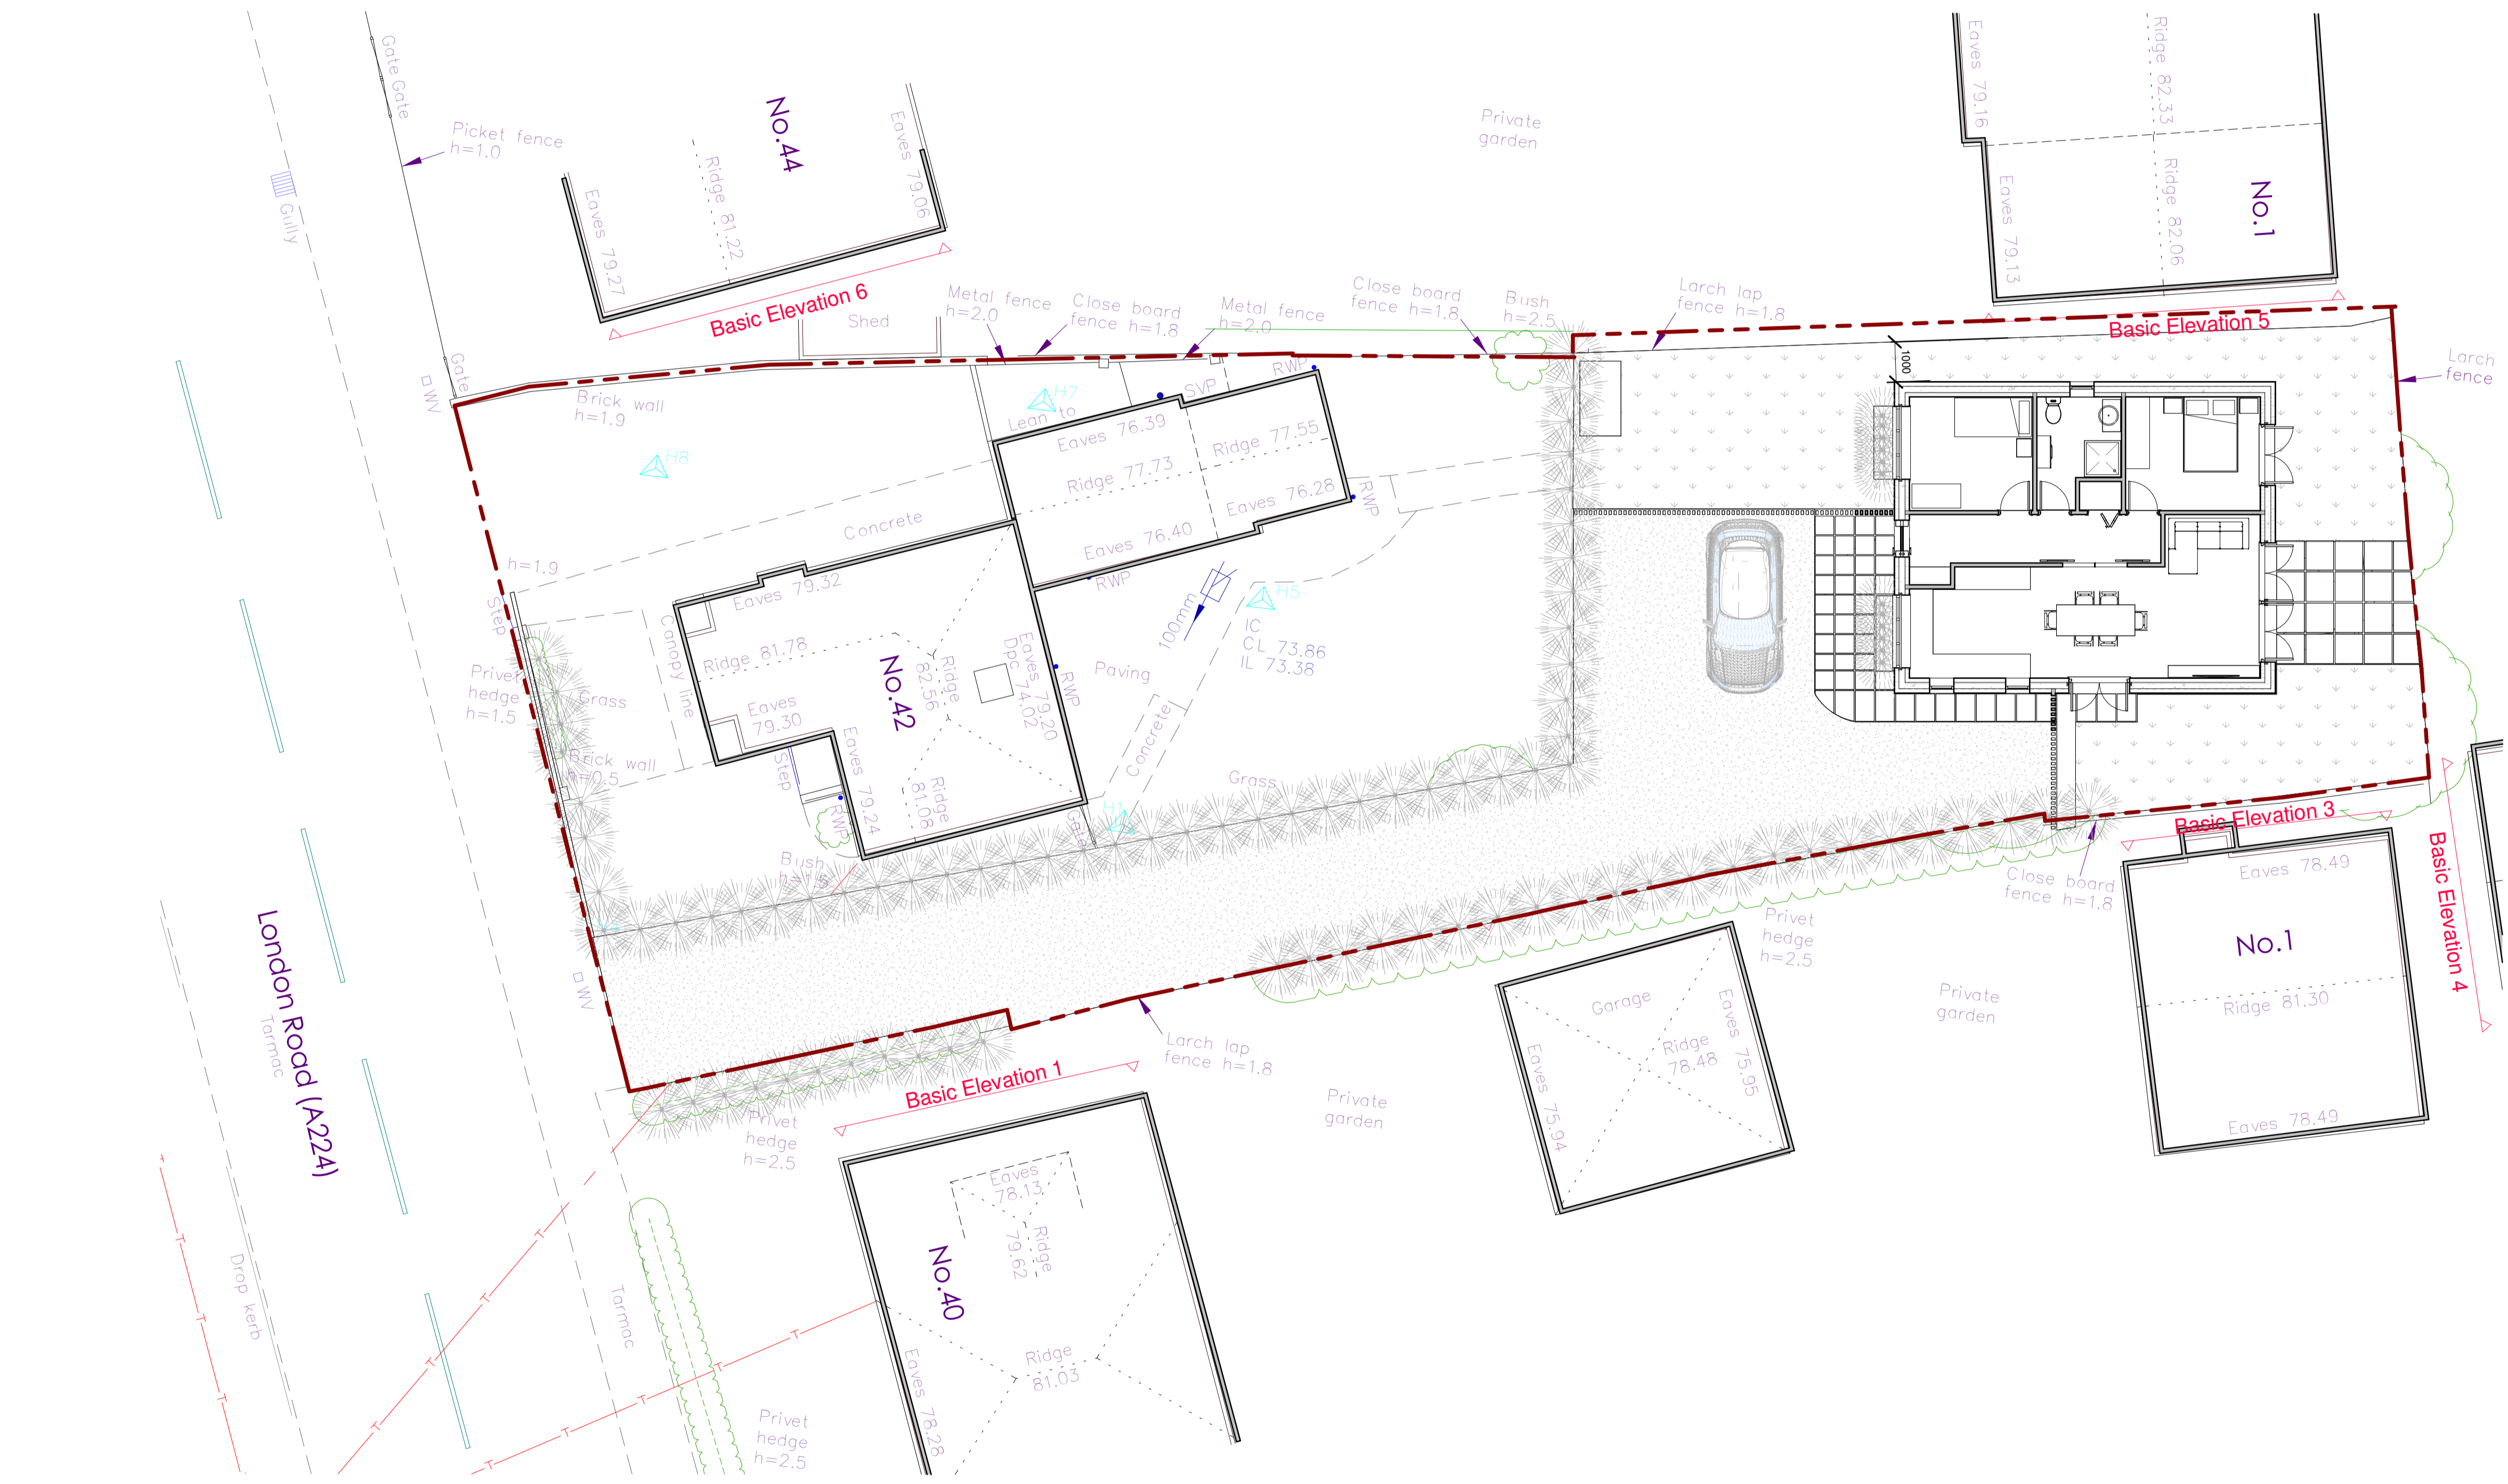 Gate
Gate
Picket fence
h=1.0
Gully
No.44
Eaves 79.27
Ridge 81.22
Eaves 79.06
Basic Elevation 6
Shed
Metal fence
h=2.0
Close board
fence h=1.8
Metal fence
h=2.0
Close board
fence h=1.8
Bush
h=2.5
Larch lap
fence h=1.8
Private
garden
Eaves 79.16
Ridge 82.33
Eaves 79.13
Ridge 82.06
No.1
Basic Elevation 5
Larch
fence
1000
Gate
WV
Brick wall
h=1.9
H8
H7
Lean to
SVP
RWP
Eaves 76.39
Ridge 77.55
Ridge 77.73
Eaves 76.28
RWP
Eaves 76.40
RWP
Concrete
h=1.9
Step
Canopy line
Eaves 79.32
Ridge 81.78
No.42
Ridge
82.56
Eaves 79.20
Dpc 74.02
RWP
Paving
100mm
H5
IC
CL 73.86
IL 73.38
Concrete
Privet
hedge
h=1.5
Grass
Brick wall
h=0.5
Eaves
79.30
Step
RWP
Eaves 79.24
Ridge
81.08
Gate
H1
Grass
Bush
h=1.5
WV
London Road (A224)
Tarmac
Drop kerb
Tarmac
Larch lap
fence h=1.8
Basic Elevation 1
Privet
hedge
h=2.5
Private
garden
Eaves
78.13
Ridge
79.62
No.40
Ridge
81.03
Eaves 78.28
Privet
hedge
h=2.5
Garage
Ridge
78.48
Eaves 75.95
Eaves 75.94
Privet
hedge
h=2.5
Private
garden
Close board
fence h=1.8
Basic Elevation 3
Basic Elevation 4
Eaves 78.49
No.1
Ridge 81.30
Eaves 78.49
T
T
T
T
T
T
T
T
T
T
T
T
T